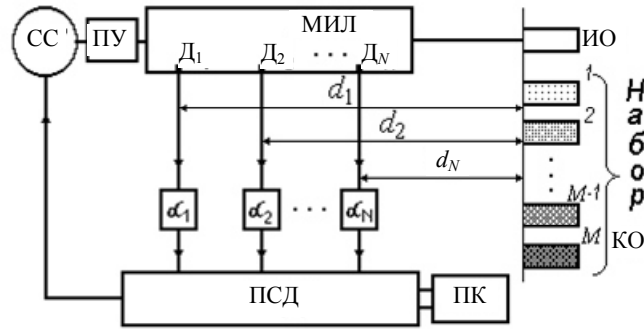 СС
ПУ
МИЛ
Д1 Д2 ··· ДN
ИО
d1
d2
dN
α1 α2 ··· αN
1
2
M-1
M
Набор
КО
ПСД
ПК